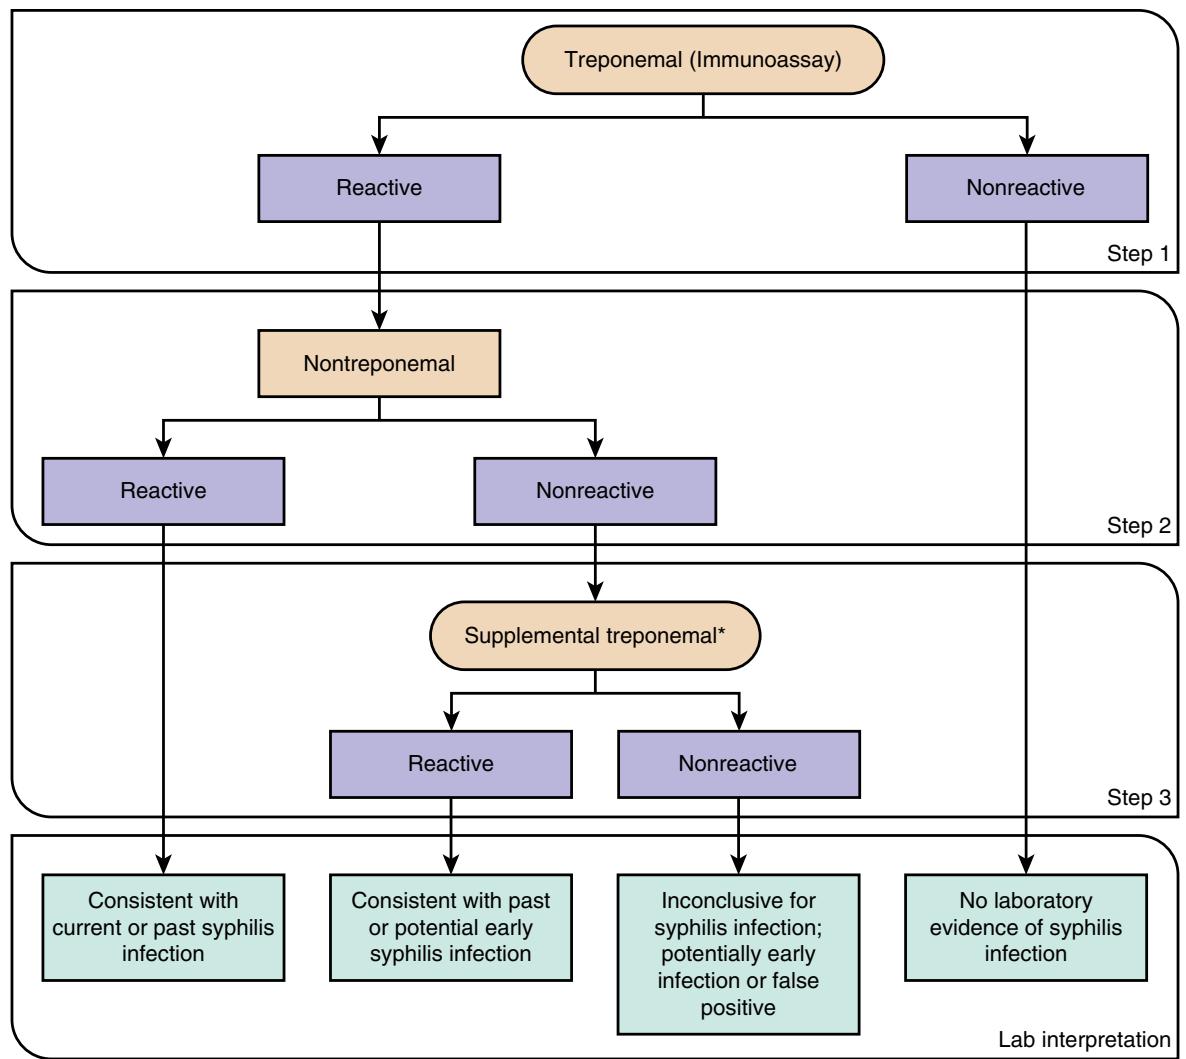 Treponemal (Immunoassay)
Reactive
Nonreactive
Step 1
Nontreponemal
Reactive
Nonreactive
Step 2
Supplemental treponemal*
Reactive
Nonreactive
Step 3
Consistent with
current or past syphilis
infection
Consistent with past
or potential early
syphilis infection
Inconclusive for
syphilis infection;
potentially early
infection or false
positive
No laboratory
evidence of syphilis
infection
Lab interpretation